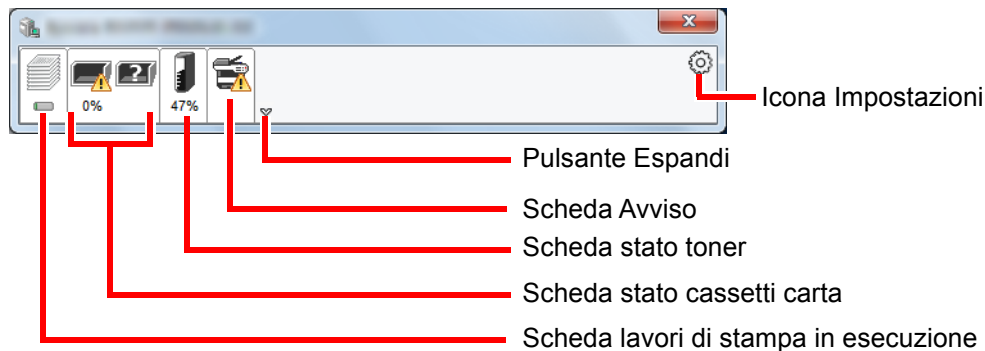 0%
?
47%
Icona Impostazioni
Pulsante Espandi
Scheda Avviso
Scheda stato toner
Scheda stato cassetti carta
Scheda lavori di stampa in esecuzione